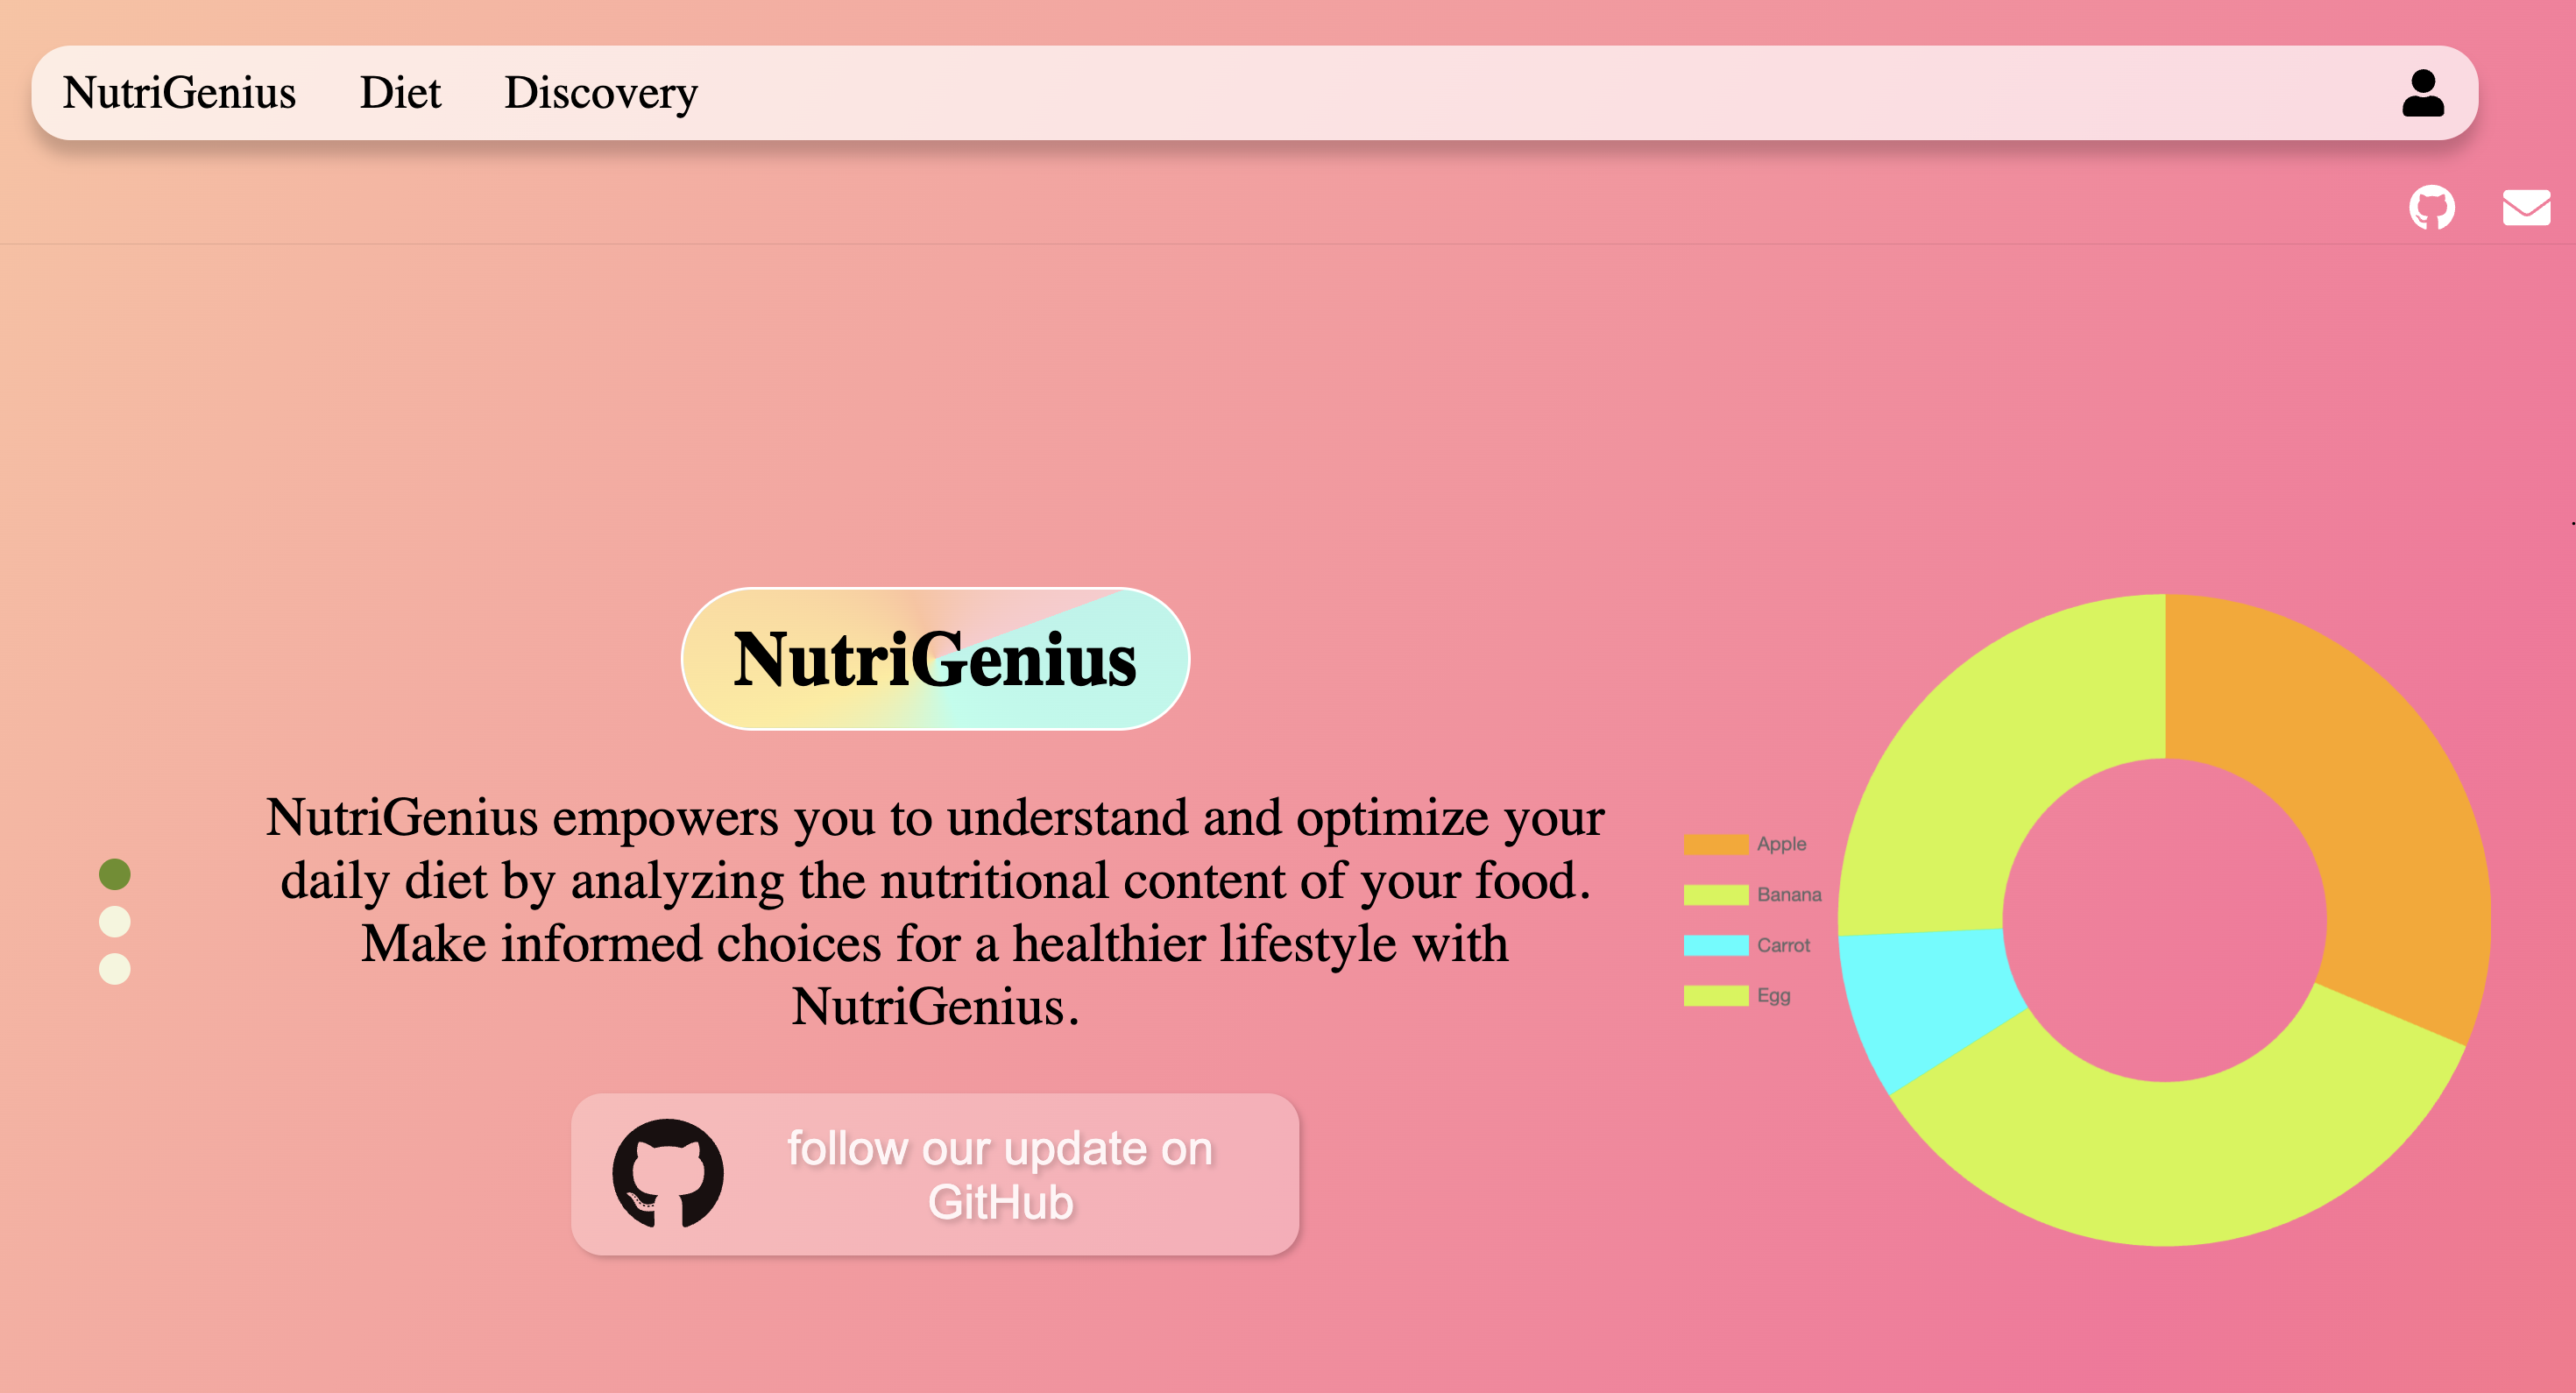 NutriGenius Diet Discovery
NutriGenius
NutriGenius empowers you to understand and optimize your
daily diet by analyzing the nutritional content of your food.
Make informed choices for a healthier lifestyle with
NutriGenius.
follow our update on
GitHub
Apple
Banana
Carrot
Egg